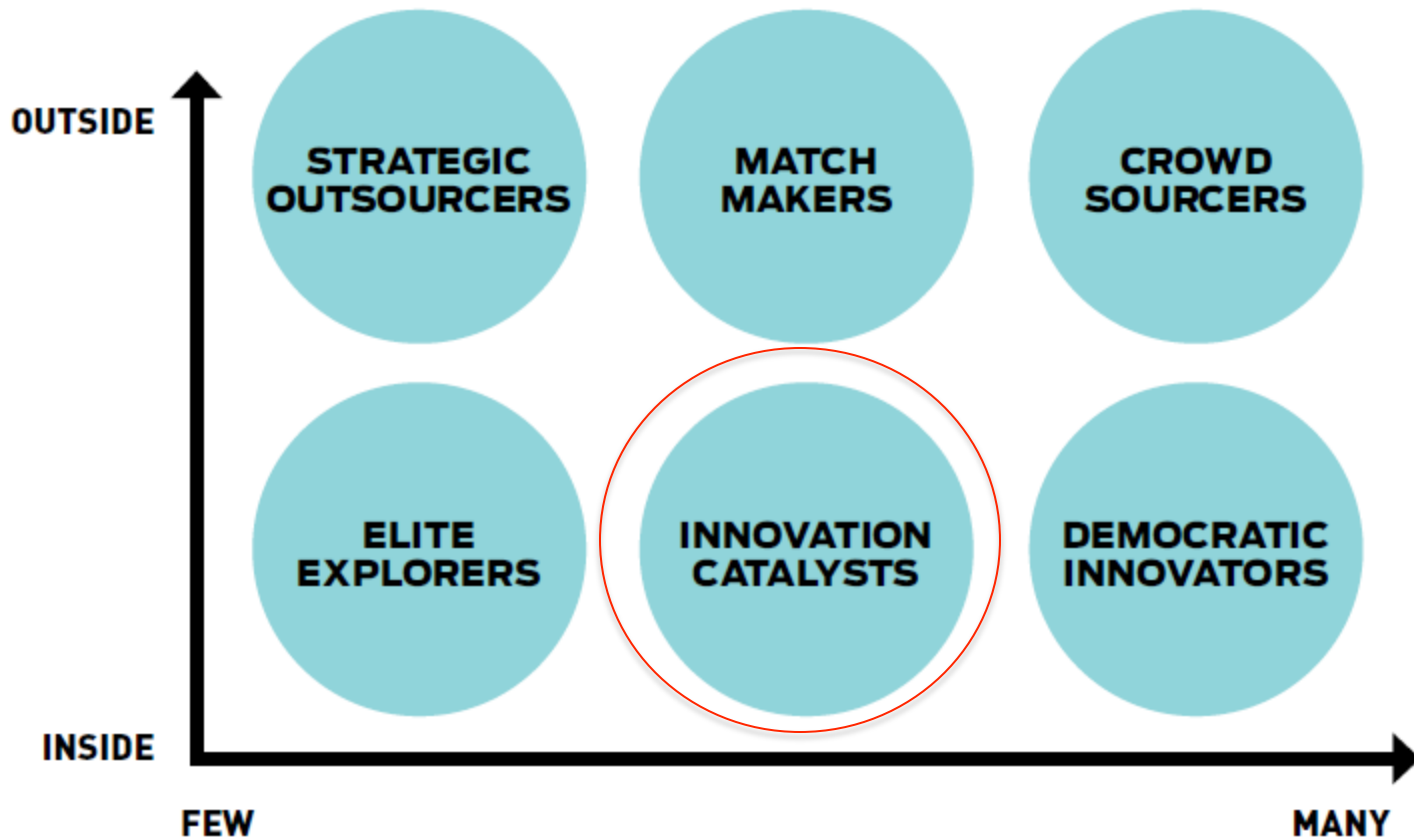 OUTSIDE
STRATEGIC
OUTSOURCERS
MATCH
MAKERS
CROWD
SOURCERS
ELITE
EXPLORERS
INNOVATION
CATALYSTS
DEMOCRATIC
INNOVATORS
INSIDE
FEW
MANY